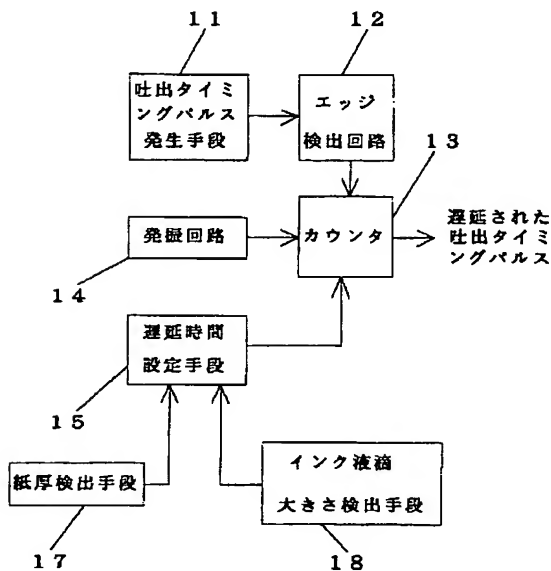 11
12
吐出タイミ
ングパルス
発生手段
エッジ
検出回路
13
発振回路
カウンタ
遅延された
吐出タイミ
ングパルス
14
遅延時間
設定手段
15
紙厚検出手段
インク液滴
大きさ検出手段
17
18